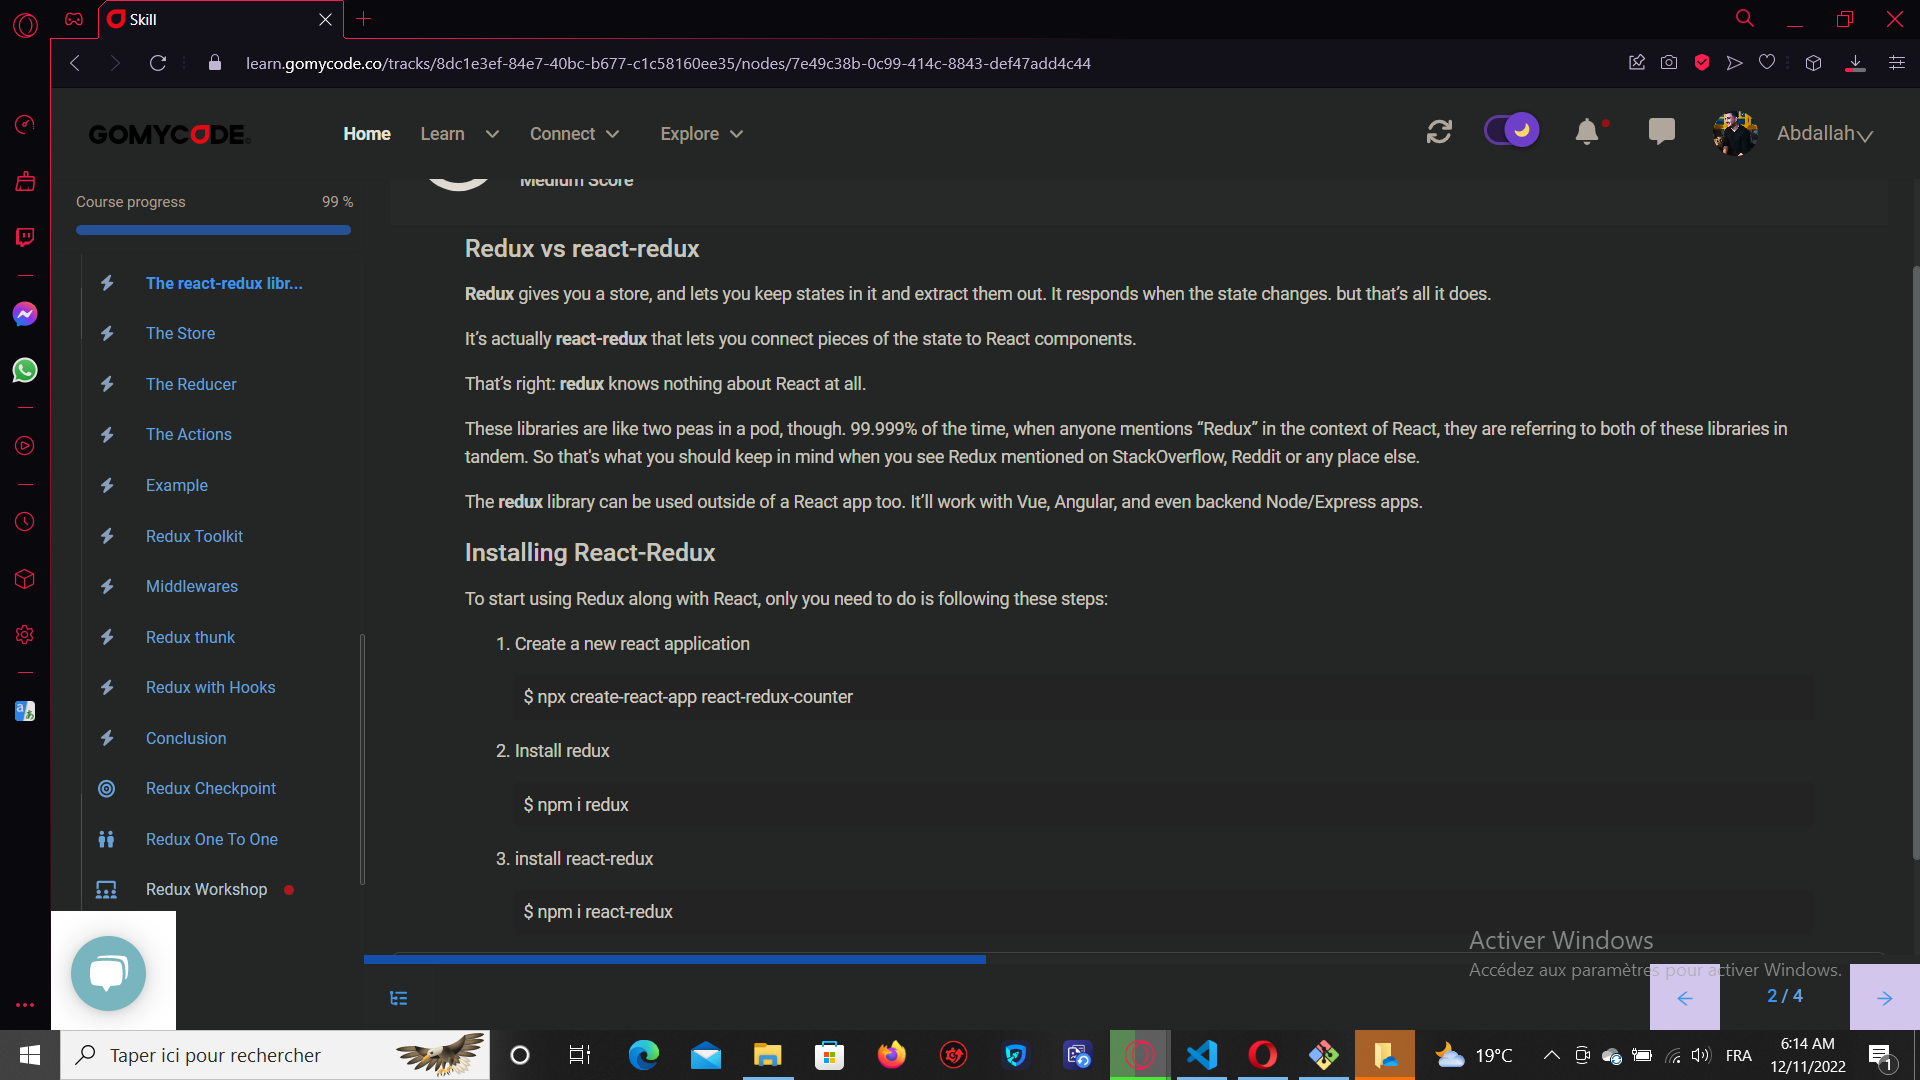 Skill
learn.gomycode.co/tracks/8dc1e3ef-84e7-40bc-b677-c1c58160ee35/nodes/7e49c38b-0c99-414c-8843-def47add4c44
GOMYCODE
Home
Learn
Connect
Explore
Abdallah
Course progress
99 %
The react-redux libr...
The Store
The Reducer
The Actions
Example
Redux Toolkit
Middlewares
Redux thunk
Redux with Hooks
Conclusion
Redux Checkpoint
Redux One To One
Redux Workshop
Medium Score
Redux vs react-redux
Redux gives you a store, and lets you keep states in it and extract them out. It responds when the state changes. but that’s all it does.
It’s actually react-redux that lets you connect pieces of the state to React components.
That’s right: redux knows nothing about React at all.
These libraries are like two peas in a pod, though. 99.999% of the time, when anyone mentions “Redux” in the context of React, they are referring to both of these libraries in
tandem. So that's what you should keep in mind when you see Redux mentioned on StackOverflow, Reddit or any place else.
The redux library can be used outside of a React app too. It’ll work with Vue, Angular, and even backend Node/Express apps.
Installing React-Redux
To start using Redux along with React, only you need to do is following these steps:
1. Create a new react application
$ npx create-react-app react-redux-counter
2. Install redux
$ npm i redux
3. install react-redux
$ npm i react-redux
Activer Windows
Accédez aux paramètres pour activer Windows.
2 / 4
Taper ici pour rechercher
19°C
FRA
6:14 AM
12/11/2022
1